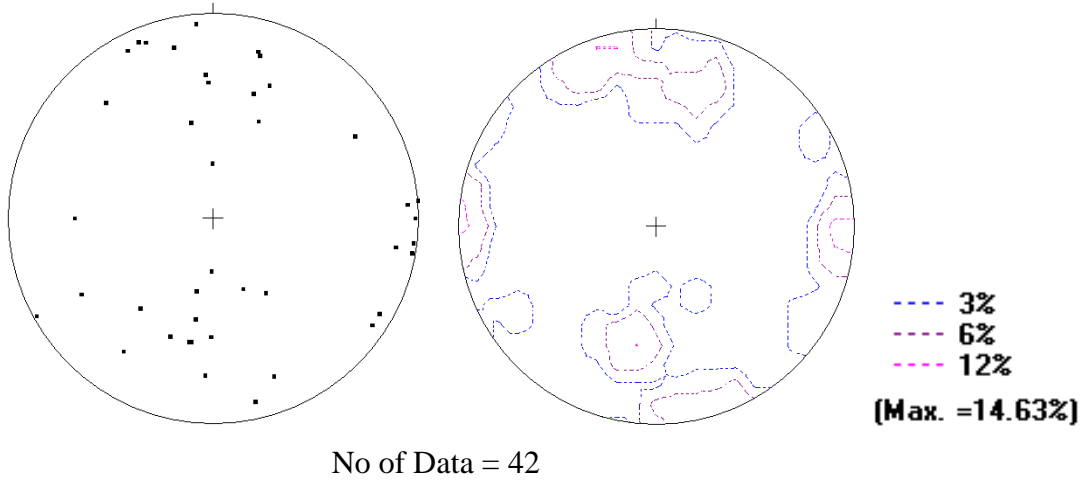 3%
6%
12%
(Max. =14.63%)
No of Data = 42